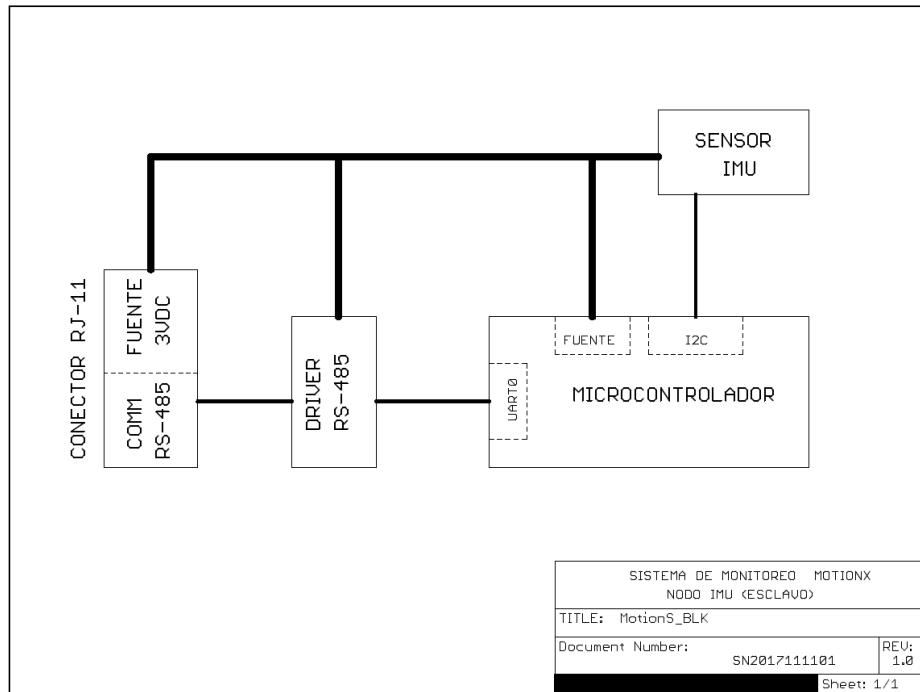 SENSOR
IMU
CONECTOR RJ-11
FUENTE
3VDC
COMM
RS-485
DRIVER
RS-485
FUENTE
I2C
UART0
MICROCONTROLADOR
SISTEMA DE MONITOREO MOTIONX
NODO IMU (ESCLAVO)
TITLE: MotionS_BLK
Document Number:
SN2017111101
REV:
1.0
Sheet: 1/1